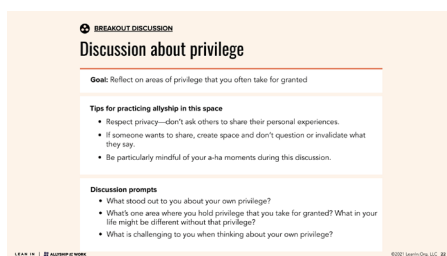 BREAKOUT DISCUSSION
Discussion about privilege
Goal: Reflect on areas of privilege that you often take for granted
Tips for practicing allyship in this space
• Respect privacy—don't ask others to share their personal experiences.
• If someone wants to share, create space and don't question or invalidate what
they say.
• Be particularly mindful of your a-ha moments during this discussion.
Discussion prompts
• What stood out to you about your own privilege?
• What's one area where you hold privilege that you take for granted? What in your
life might be different without that privilege?
• What is challenging to you when thinking about your own privilege?
LEAN IN | ALLYSHIP AT WORK
©2021 LeanIn.Org, LLC 22